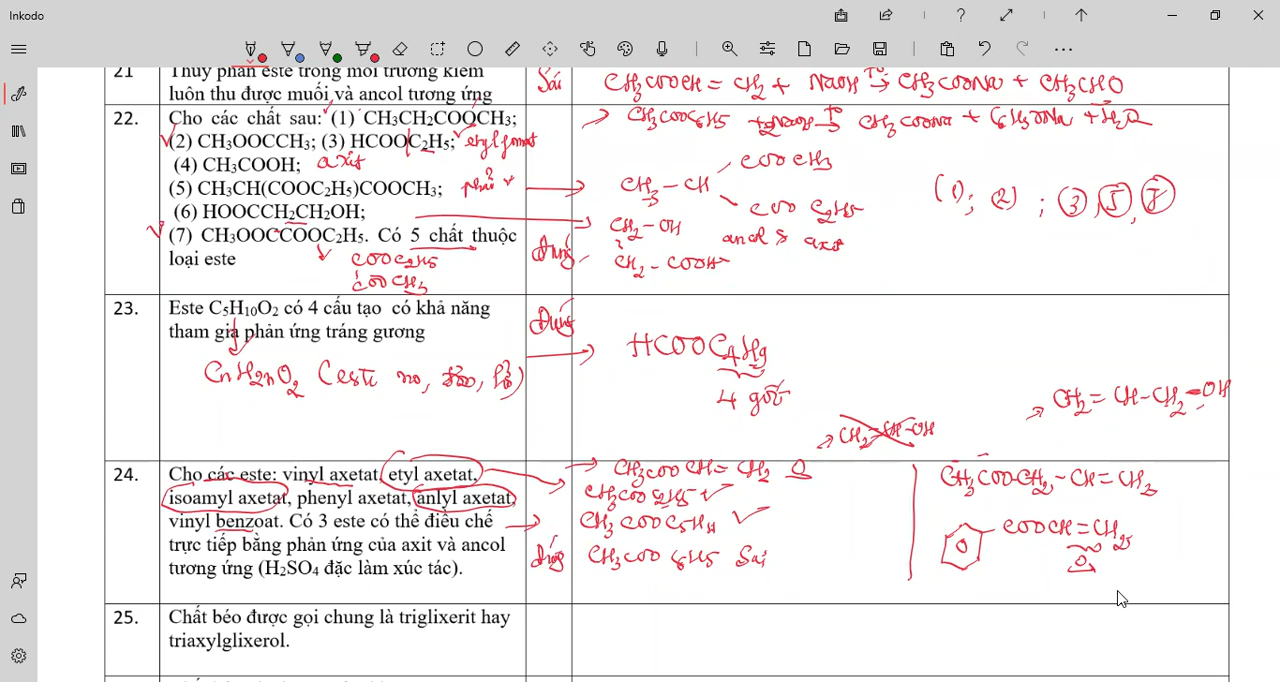 Inkodo
21
Thủy phân este trong môi trường kiềm
luôn thu được muối và ancol tương ứng
Sai
CH3COOCH = CH2 + NaOH t° → CH3COONa + CH3CHO
22.
Cho các chất sau: (1) CH3CH2COOCH3;
(2) CH3OOCCH3; (3) HCOOC2H5;
(4) CH3COOH; axit
(5) CH3CH(COOC2H5)COOCH3;
(6) HOOCCH2CH2OH;
(7) CH3OOCCOOC2H5. Có 5 chất thuộc
loại este
COOC2H5
COOCH3
Đúng
CH3COOC6H5 + 2NaOH t° → CH3COONa + C6H5ONa + H2O
COOCH3
CH3 – CH
COO C2H5
CH2 – OH
CH2 – COOH
(1); (2); (3), (5), (7)
23.
Este C5H10O2 có 4 cấu tạo có khả năng
tham gia phản ứng tráng gương
CnH2nO2 (este no, đơn, hở)
Đúng
HCOOC4H9
4 gốc
24.
Cho các este: vinyl axetat, etyl axetat,
isoamyl axetat, phenyl axetat, anlyl axetat,
vinyl benzoat. Có 3 este có thể điều chế
trực tiếp bằng phản ứng của axit và ancol
tương ứng (H2SO4 đặc làm xúc tác).
Đúng
CH2 = CH – OH
CH2 = CH – CH2 – OH
CH3COOCH = CH2
CH3COOC2H5
CH3COOC5H11
CH3COOC6H5 Sai
CH3COOCH2 – CH = CH2
COOCH = CH2
25.
Chất béo được gọi chung là triglixerit hay
triaxylglixerol.